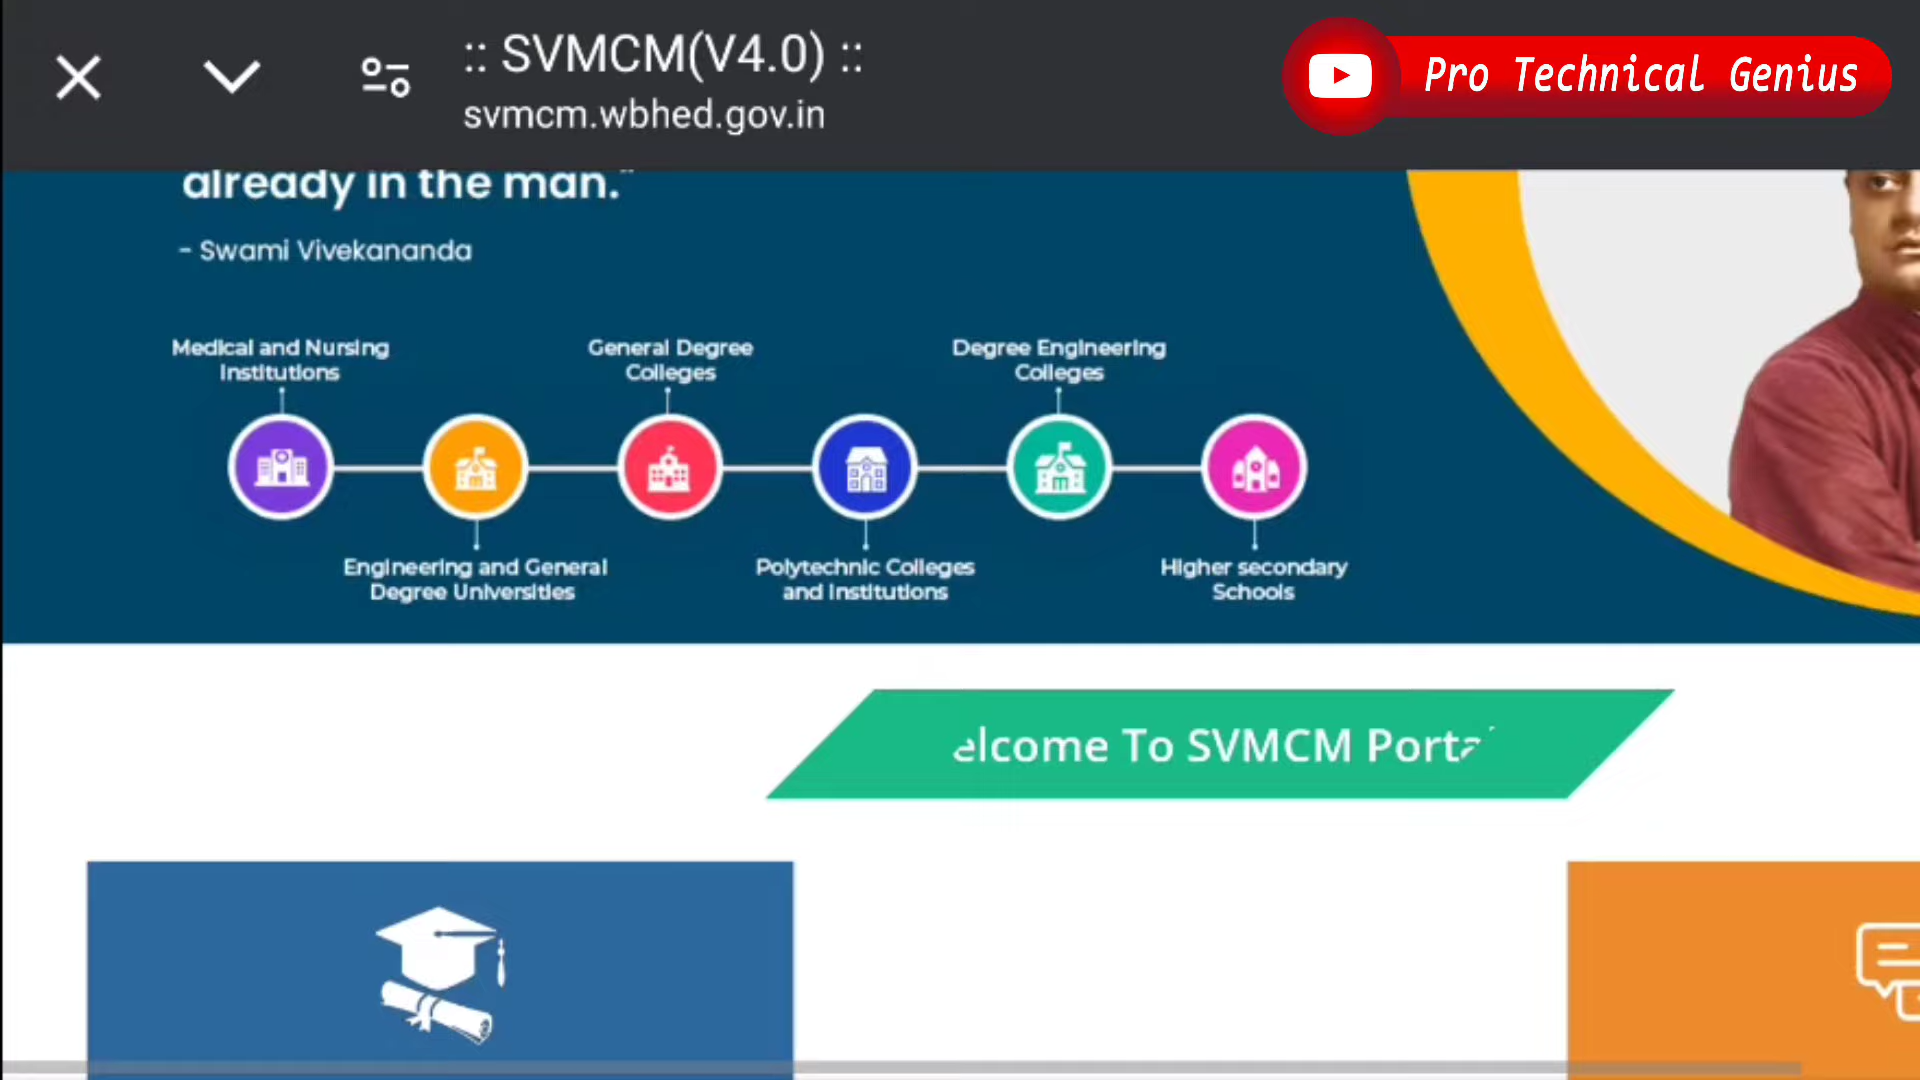 :: SVMCM(V4.0) ::
svmcm.wbhed.gov.in
Pro Technical Genius
already in the man."
- Swami Vivekananda
Medical and Nursing
Institutions
General Degree
Colleges
Degree Engineering
Colleges
Engineering and General
Degree Universities
Polytechnic Colleges
and Institutions
Higher secondary
Schools
elcome To SVMCM Portal